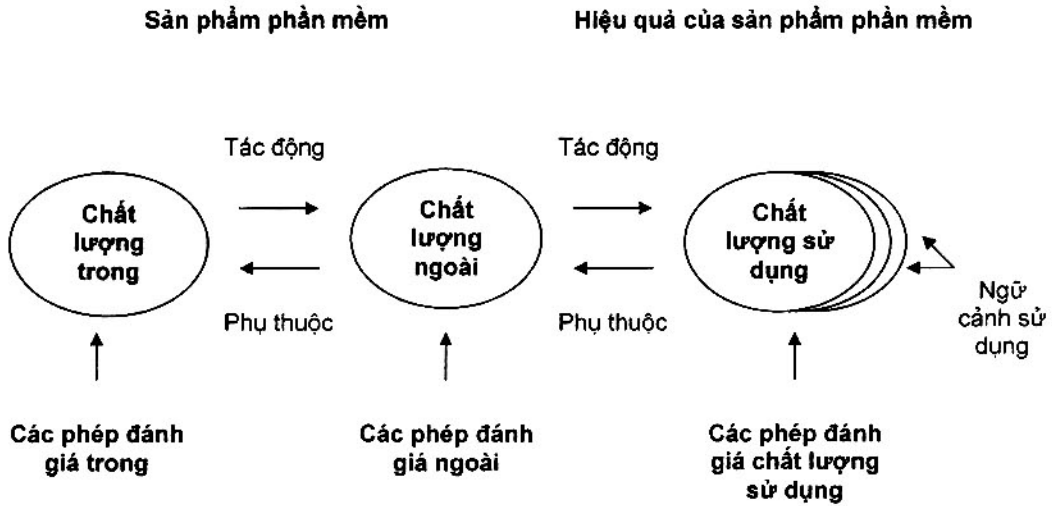 Sản phẩm phần mềm
Hiệu quả của sản phẩm phần mềm
Tác động
Tác động
Chất
lượng
trong
Chất
lượng
ngoài
Chất
lượng sử
dụng
Phụ thuộc
Phụ thuộc
Ngữ
cảnh sử
dụng
Các phép đánh
giá trong
Các phép đánh
giá ngoài
Các phép đánh
giá chất lượng
sử dụng